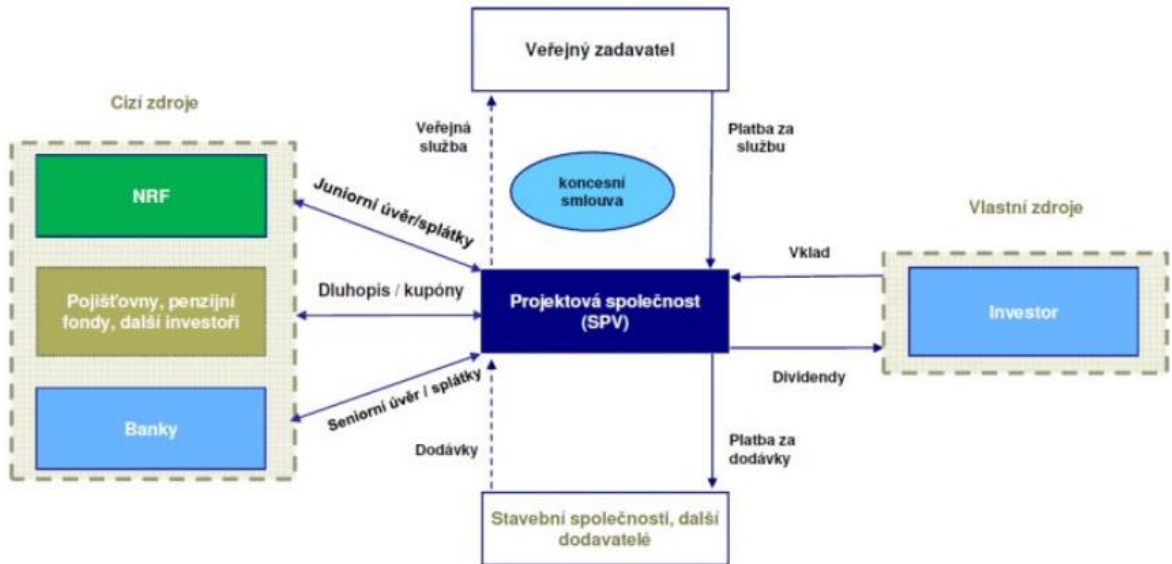 Veřejný zadavatel
Cizí zdroje
Veřejná
služba
Platba za
službu
NRF
Juniorní úvěr/splátky
koncesní
smlouva
Vlastní zdroje
Vklad
Pojišťovny, penzijní
fondy, další investoři
Dluhopis / kupóny
Projektová společnost
(SPV)
Investor
Dividendy
Banky
Seniorní úvěr / splátky
Dodávky
Platba za
dodávky
Stavební společnosti, další
dodavatelé